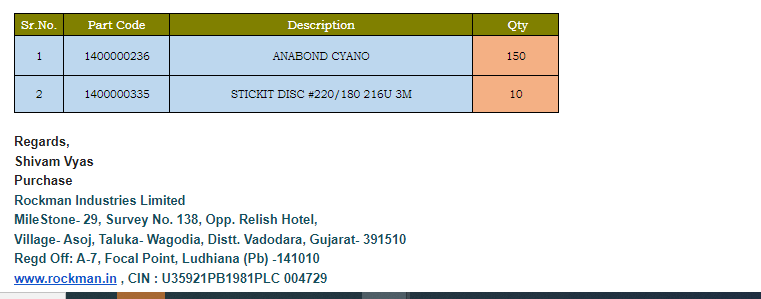 Sr.No. Part Code Description Qty
1 1400000236 ANABOND CYANO 150
2 1400000335 STICKIT DISC #220/180 216U 3M 10
Regards,
Shivam Vyas
Purchase
Rockman Industries Limited
MileStone- 29, Survey No. 138, Opp. Relish Hotel,
Village- Asoj, Taluka- Wagodia, Distt. Vadodara, Gujarat- 391510
Regd Off: A-7, Focal Point, Ludhiana (Pb) -141010
www.rockman.in , CIN : U35921PB1981PLC 004729